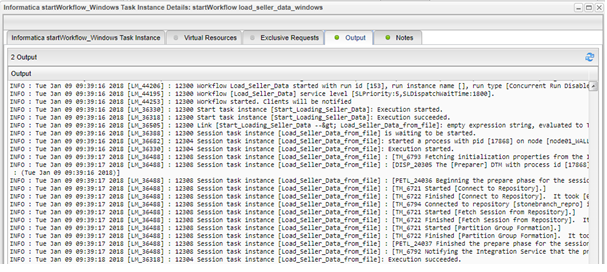 Informatica startWorkflow_Windows Task Instance Details: startWorkflow load_seller_data_windows
Informatica startWorkflow_Windows Task Instance
Virtual Resources
Exclusive Requests
Output
Notes
2 Output
Output
INFO : Tue Jan 09 09:39:16 2018 [LM_44206] : 12300 Workflow Load_Seller_Data started with run id [153], run instance name [], run type [Concurrent Run Disable
INFO : Tue Jan 09 09:39:16 2018 [LM_44195] : 12300 Workflow [Load_Seller_Data] service level [SLPriority:5,SLDispatchWaitTime:1800].
INFO : Tue Jan 09 09:39:16 2018 [LM_44253] : 12300 Workflow started. Clients will be notified
INFO : Tue Jan 09 09:39:16 2018 [LM_36330] : 12300 Start task instance [Start_Loading_Seller_Data]: Execution started.
INFO : Tue Jan 09 09:39:16 2018 [LM_36318] : 12300 Start task instance [Start_Loading_Seller_Data]: Execution succeeded.
INFO : Tue Jan 09 09:39:16 2018 [LM_36505] : 12300 Link [Start_Loading_Seller_Data --&gt; Load_Seller_Data_from_file]: empty expression string, evaluated to T
INFO : Tue Jan 09 09:39:16 2018 [LM_36388] : 12300 Session task instance [Load_Seller_Data_from_file] is waiting to be started.
INFO : Tue Jan 09 09:39:16 2018 [LM_36682] : 12304 Session task instance [Load_Seller_Data_from_file]: started a process with pid [17868] on node [node01_WALL
INFO : Tue Jan 09 09:39:16 2018 [LM_36330] : 12304 Session task instance [Load_Seller_Data_from_file]: Execution started.
INFO : Tue Jan 09 09:39:17 2018 [LM_36488] : 12308 Session task instance [Load_Seller_Data_from_file] : [TM_6793 Fetching initialization properties from the I
INFO : Tue Jan 09 09:39:17 2018 [LM_36488] : 12308 Session task instance [Load_Seller_Data_from_file] : [DISP_20305 The [Preparer] DTM with process id [17868]
: (Tue Jan 09 09:39:16 2018)]
INFO : Tue Jan 09 09:39:17 2018 [LM_36488] : 12308 Session task instance [Load_Seller_Data_from_file] : [PETL_24036 Beginning the prepare phase for the sessio
INFO : Tue Jan 09 09:39:17 2018 [LM_36488] : 12308 Session task instance [Load_Seller_Data_from_file] : [TM_6721 Started [Connect to Repository].]
INFO : Tue Jan 09 09:39:17 2018 [LM_36488] : 12308 Session task instance [Load_Seller_Data_from_file] : [TM_6722 Finished [Connect to Repository]. It took [0
INFO : Tue Jan 09 09:39:17 2018 [LM_36488] : 12308 Session task instance [Load_Seller_Data_from_file] : [TM_6794 Connected to repository [stonebranch_repro] i
INFO : Tue Jan 09 09:39:17 2018 [LM_36488] : 12308 Session task instance [Load_Seller_Data_from_file] : [TM_6721 Started [Fetch Session from Repository].]
INFO : Tue Jan 09 09:39:17 2018 [LM_36488] : 12308 Session task instance [Load_Seller_Data_from_file] : [TM_6722 Finished [Fetch Session from Repository]. It
INFO : Tue Jan 09 09:39:17 2018 [LM_36488] : 12308 Session task instance [Load_Seller_Data_from_file] : [TM_6721 Started [Partition Group Formation].]
INFO : Tue Jan 09 09:39:17 2018 [LM_36488] : 12308 Session task instance [Load_Seller_Data_from_file] : [TM_6722 Finished [Partition Group Formation]. It too
INFO : Tue Jan 09 09:39:17 2018 [LM_36488] : 12308 Session task instance [Load_Seller_Data_from_file] : [PETL_24037 Finished the prepare phase for the session
INFO : Tue Jan 09 09:39:17 2018 [LM_36488] : 12308 Session task instance [Load_Seller_Data_from_file] : [TM_6792 Notifying the Integration Service that the pr
INFO : Tue Jan 09 09:39:18 2018 [LM_36318] : 12308 Session task instance [Load_Seller_Data_from_file]: Execution succeeded.